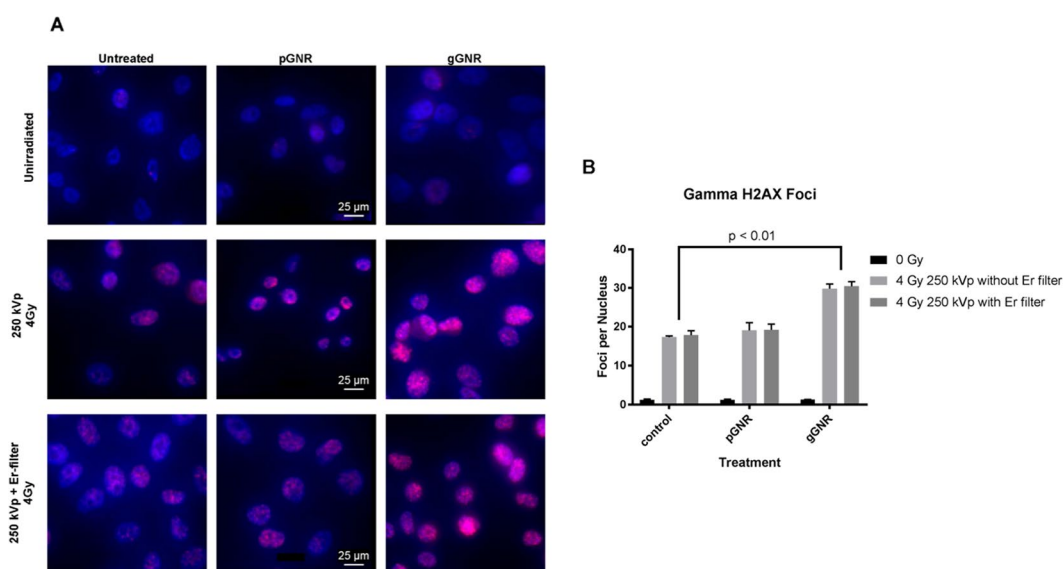 A
Untreated
pGNR
gGNR
Unirradiated
25 µm
250 kVp
4Gy
25 µm
250 kVp + Er-filter
4Gy
25 µm
B
Gamma H2AX Foci
p < 0.01
40
30
20
10
0
Foci per Nucleus
control
pGNR
gGNR
Treatment
0 Gy
4 Gy 250 kVp without Er filter
4 Gy 250 kVp with Er filter